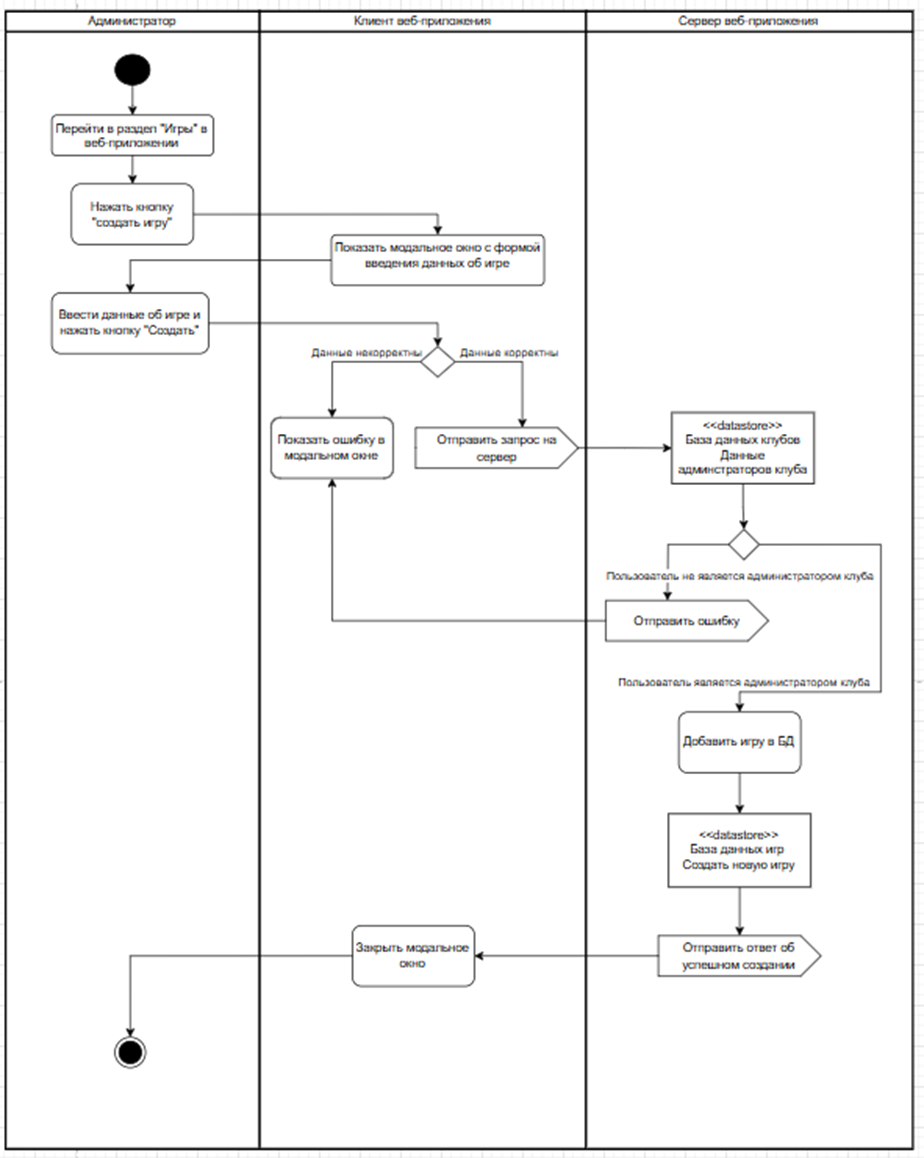 Администратор
Клиент веб-приложения
Сервер веб-приложения
Перейти в раздел "Игры" в
веб-приложении
Нажать кнопку
"создать игру"
Показать модальное окно с формой
введения данных об игре
Ввести данные об игре и
нажать кнопку "Создать"
Данные некорректны
Данные корректны
Показать ошибку в
модальном окне
Отправить запрос на
сервер
<<datastore>>
База данных клубов
Данные
админстраторов клуба
Пользователь не является администратором клуба
Отправить ошибку
Пользователь является администратором клуба
Добавить игру в БД
<<datastore>>
База данных игр
Создать новую игру
Закрыть модальное
окно
Отправить ответ об
успешном создании